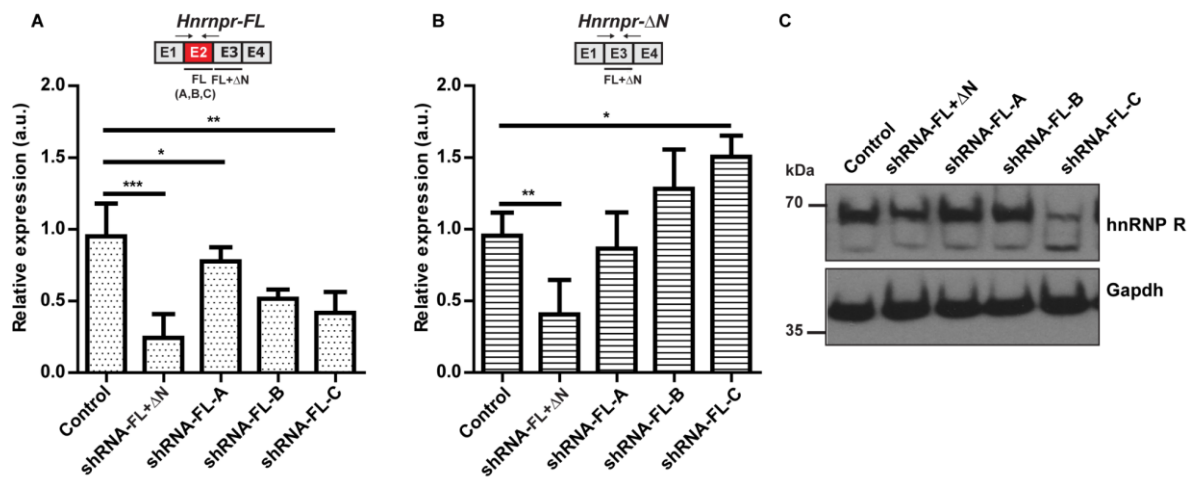 A
Hnrnpr-FL
E1 E2 E3 E4
FL FL+ΔN
(A,B,C)
Relative expression (a.u.)
2.0
1.5
1.0
0.5
0.0
**
*
***
Control
shRNA-FL+ΔN
shRNA-FL-A
shRNA-FL-B
shRNA-FL-C
B
Hnrnpr-ΔN
E1 E3 E4
FL+ΔN
Relative expression (a.u.)
2.0
1.5
1.0
0.5
0.0
*
**
Control
shRNA-FL+ΔN
shRNA-FL-A
shRNA-FL-B
shRNA-FL-C
C
Control
shRNA-FL+ΔN
shRNA-FL-A
shRNA-FL-B
shRNA-FL-C
kDa
70
hnRNP R
Gapdh
35